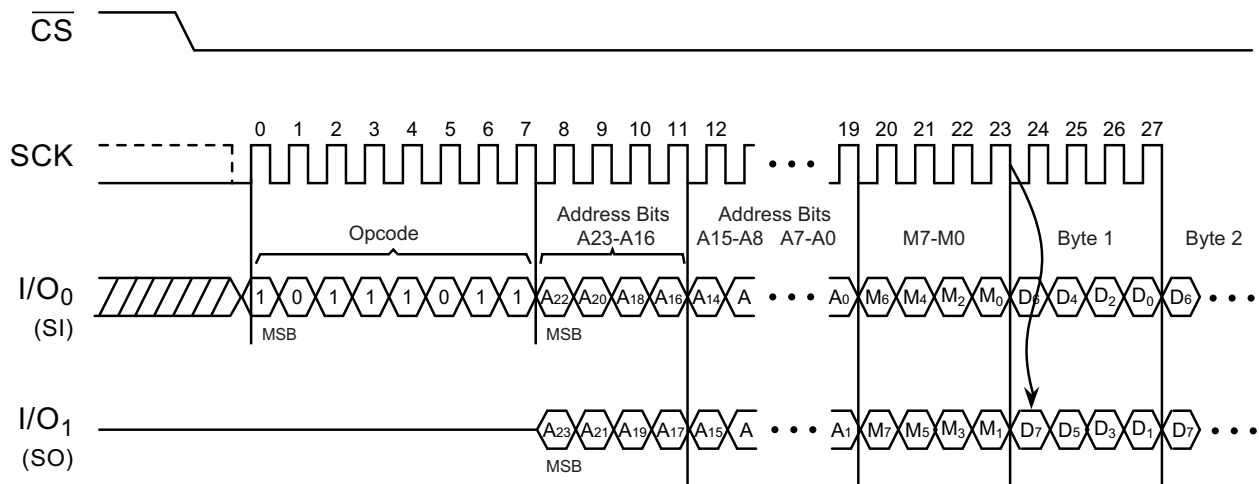 CS
0 1 2 3 4 5 6 7 8 9 10 11 12 19 20 21 22 23 24 25 26 27
SCK
Opcode
Address Bits
A23-A16
Address Bits
A15-A8 A7-A0
M7-M0
Byte 1
Byte 2
I/O0
(SI)
1 0 1 1 1 0 1 1 A22 A20 A18 A16 A14 A A0 M6 M4 M2 M0 D6 D4 D2 D0 D6
MSB MSB
I/O1
(SO)
A23 A21 A19 A17 A15 A A1 M7 M5 M3 M1 D7 D5 D3 D1 D7
MSB